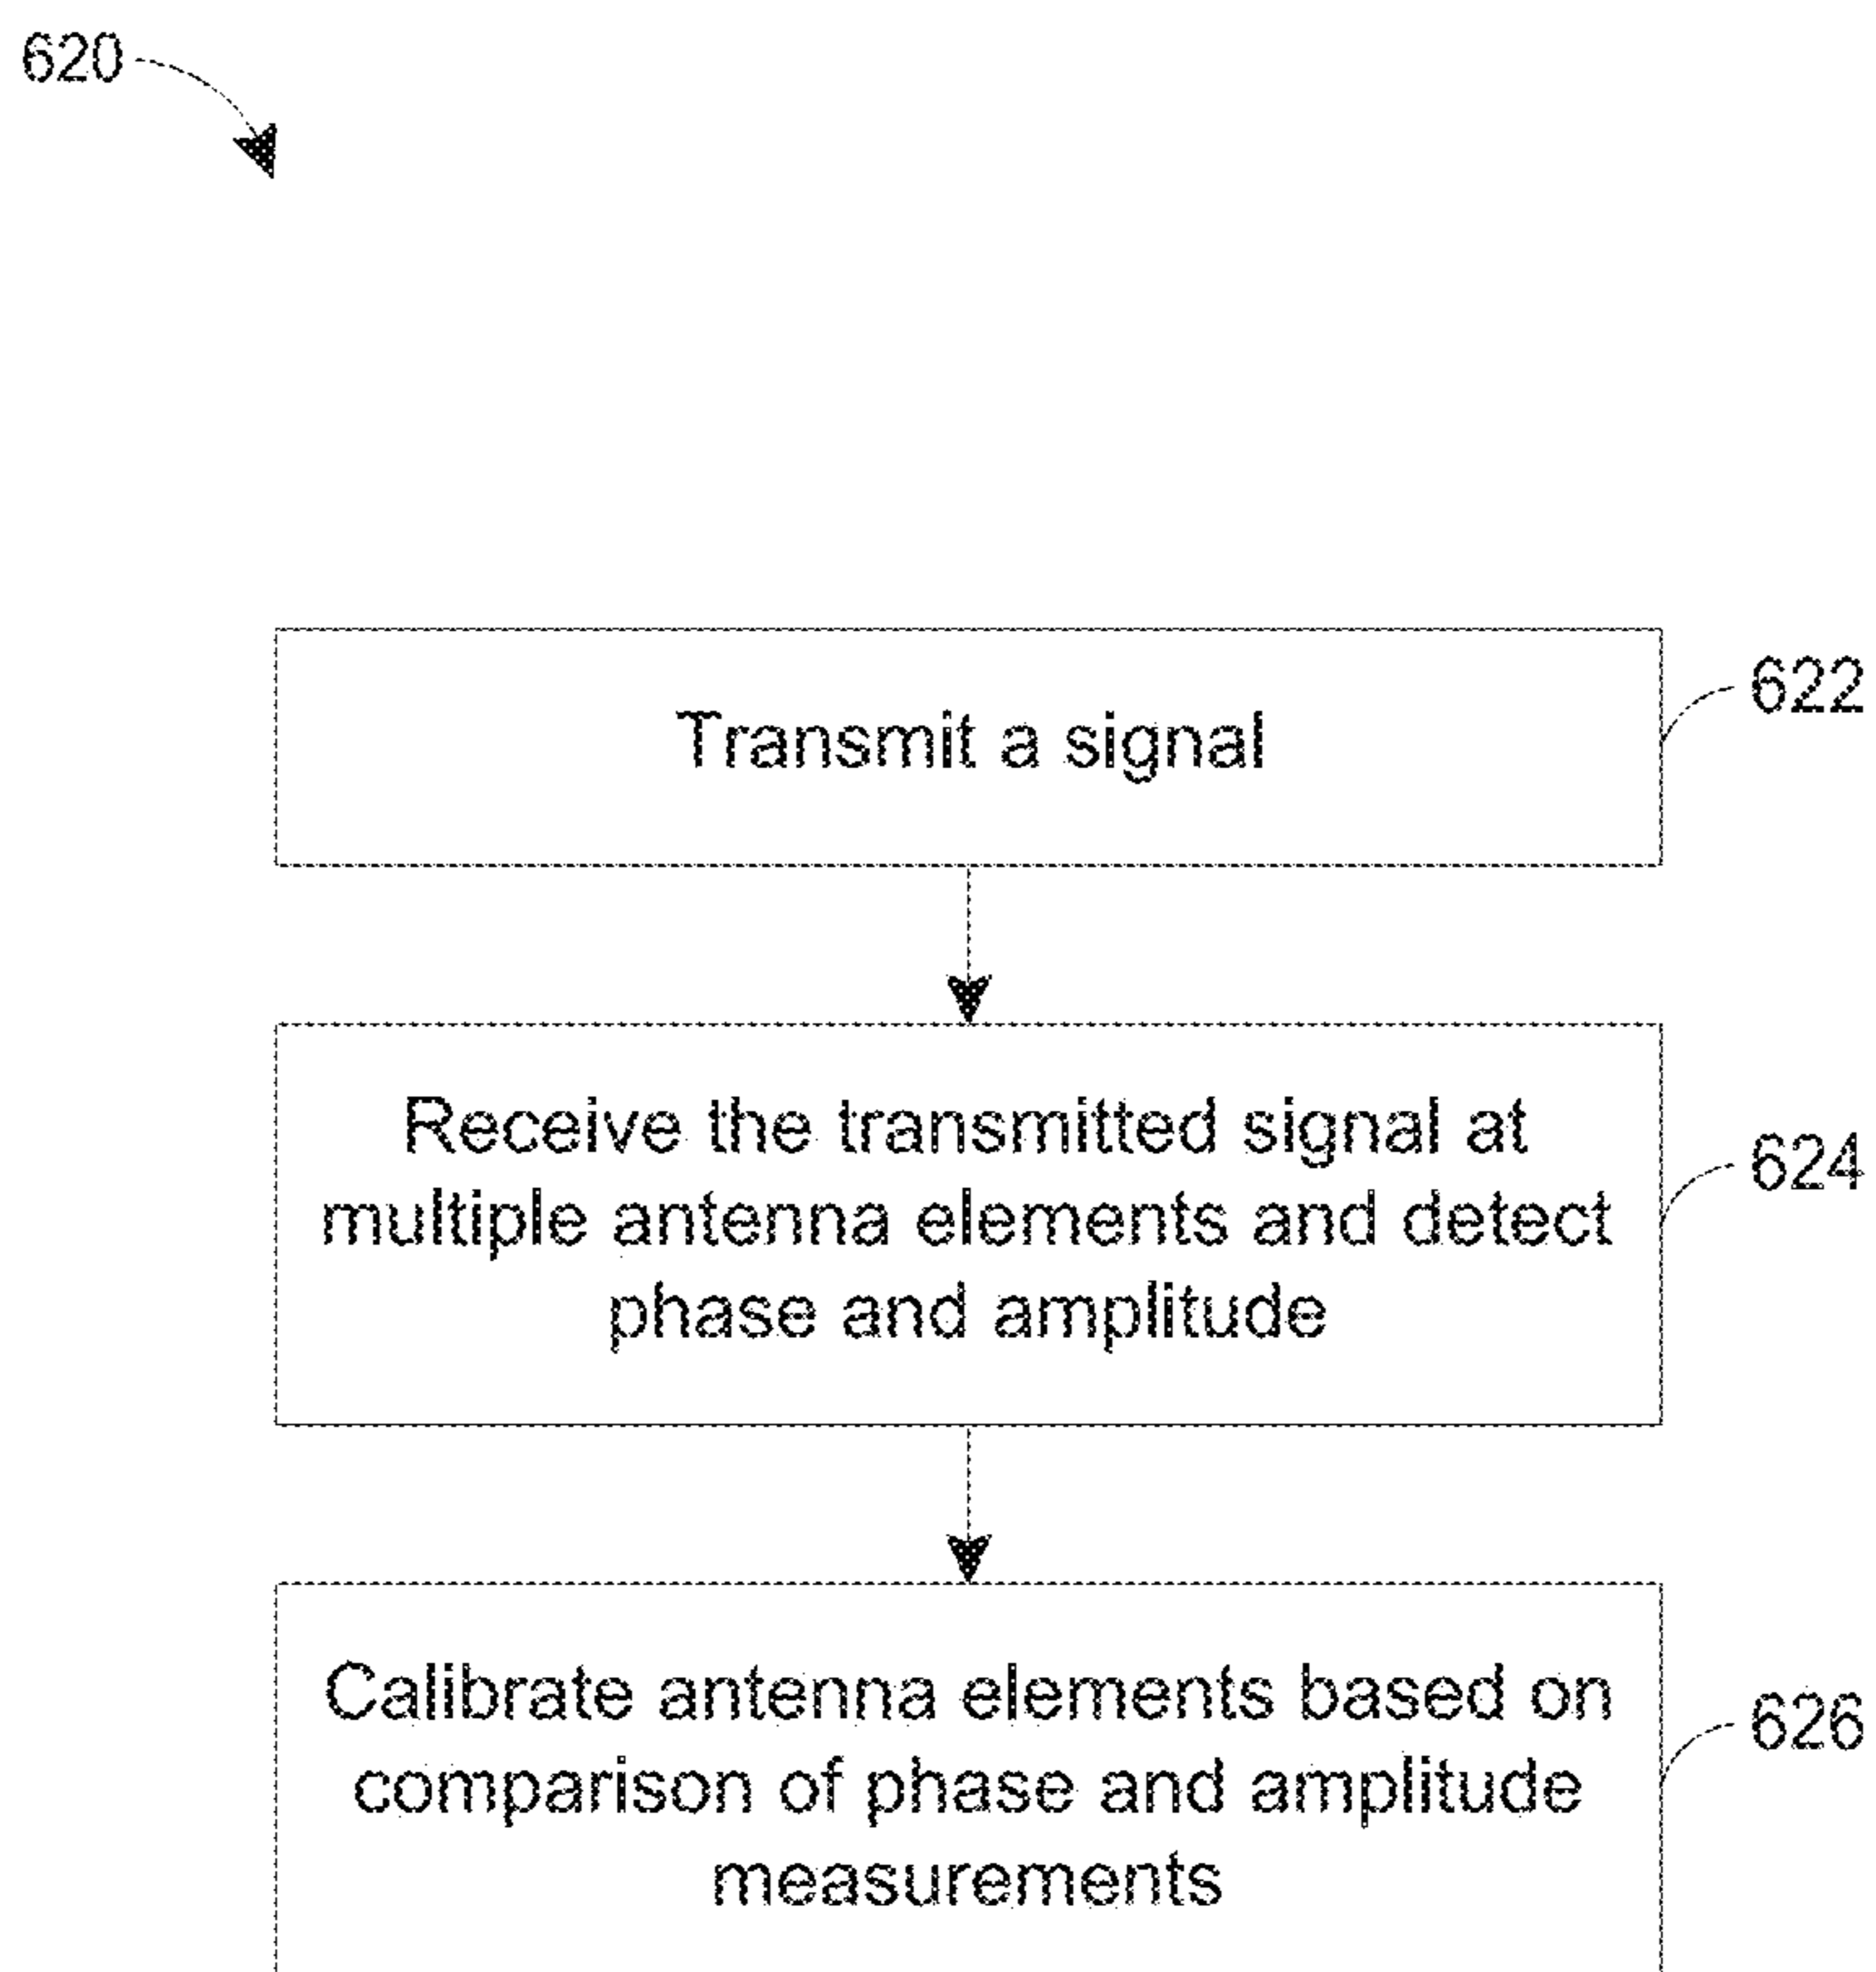 620
Transmit a signal
622
Receive the transmitted signal at
multiple antenna elements and detect
phase and amplitude
624
Calibrate antenna elements based on
comparison of phase and amplitude
measurements
626